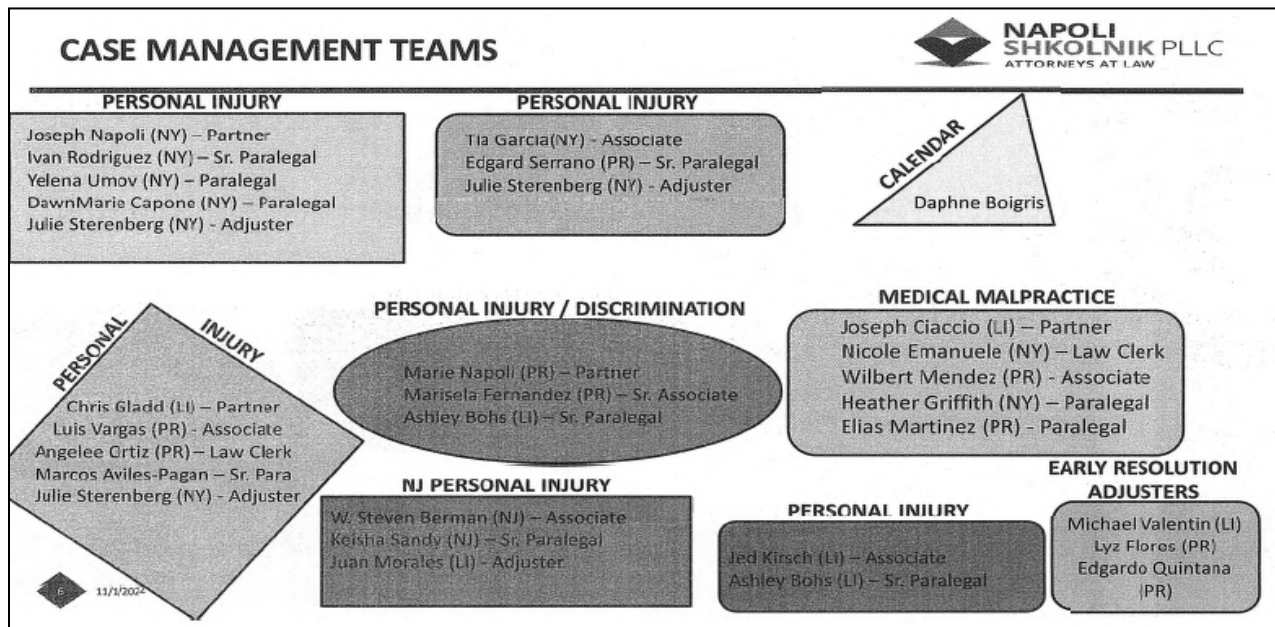 CASE MANAGEMENT TEAMS
NAPOLI
SHKOLNIK PLLC
ATTORNEYS AT LAW
PERSONAL INJURY
Joseph Napoli (NY) – Partner
Ivan Rodriguez (NY) – Sr. Paralegal
Yelena Umov (NY) – Paralegal
DawnMarie Capone (NY) – Paralegal
Julie Sterenberg (NY) - Adjuster
PERSONAL INJURY
Tia Garcia(NY) - Associate
Edgard Serrano (PR) – Sr. Paralegal
Julie Sterenberg (NY) - Adjuster
CALENDAR
Daphne Boigris
PERSONAL INJURY
Chris Gladd (LI) – Partner
Luis Vargas (PR) - Associate
Angelee Ortiz (PR) – Law Clerk
Marcos Aviles-Pagan – Sr. Para
Julie Sterenberg (NY) - Adjuster
PERSONAL INJURY / DISCRIMINATION
Marie Napoli (PR) – Partner
Marisela Fernandez (PR) – Sr. Associate
Ashley Bohs (LI) – Sr. Paralegal
MEDICAL MALPRACTICE
Joseph Ciaccio (LI) – Partner
Nicole Emanuele (NY) – Law Clerk
Wilbert Mendez (PR) - Associate
Heather Griffith (NY) – Paralegal
Elias Martinez (PR) - Paralegal
NJ PERSONAL INJURY
W. Steven Berman (NJ) – Associate
Keisha Sandy (NJ) – Sr. Paralegal
Juan Morales (LI) - Adjuster
PERSONAL INJURY
Jed Kirsch (LI) – Associate
Ashley Bohs (LI) – Sr. Paralegal
EARLY RESOLUTION
ADJUSTERS
Michael Valentin (LI)
Lyz Flores (PR)
Edgardo Quintana
(PR)
6